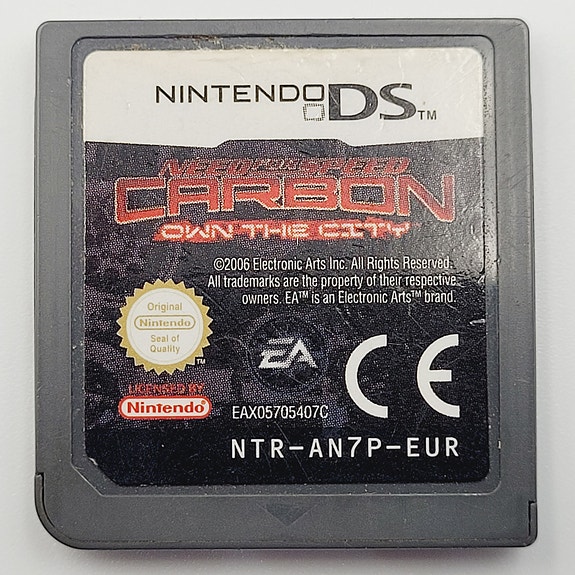 NINTENDO DS™
NEED FOR SPEED
CARBON
OWN THE CITY
©2006 Electronic Arts Inc. All Rights Reserved.
All trademarks are the property of their respective
owners. EA™ is an Electronic Arts™ brand.
Original
Nintendo
Seal of
Quality
TM
LICENSED BY
Nintendo
EA
CE
EAX05705407C
NTR-AN7P-EUR